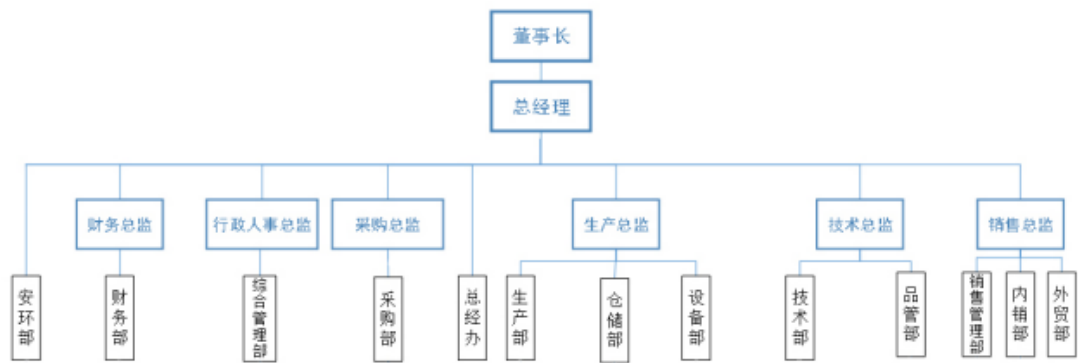 董事长
总经理
财务总监
行政人事总监
采购总监
生产总监
技术总监
销售总监
安环部
财务部
综合管理部
采购部
总经办
生产部
仓储部
设备部
技术部
品管部
销售管理部
内销部
外贸部